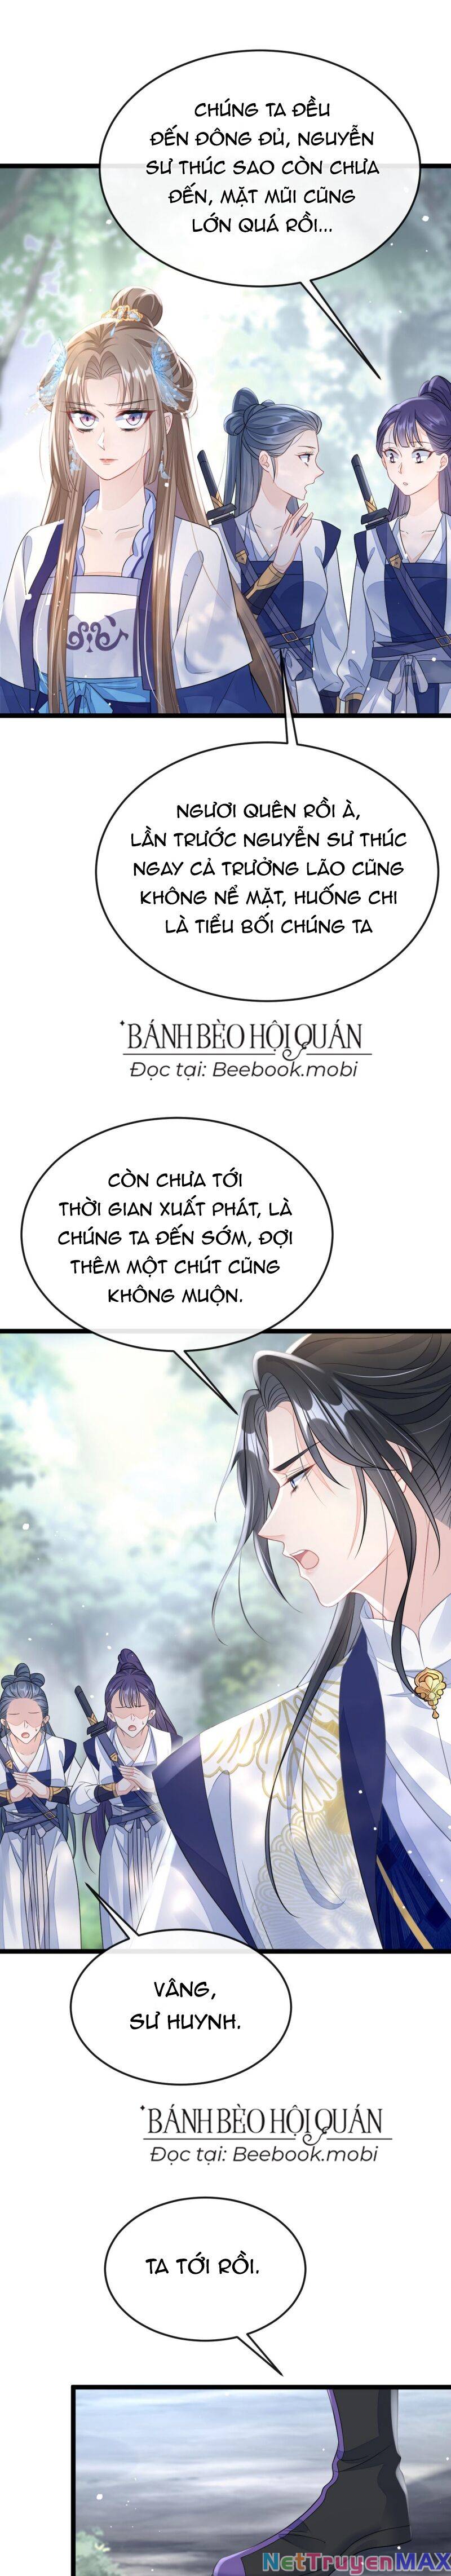 CHÚNG TA ĐỀU
ĐẾN ĐÔNG ĐỦ, NGUYỄN
SƯ THÚC SAO CÒN CHƯA
ĐẾN, MẶT MŨI CŨNG
LỚN QUÁ RỒI...
NGƯƠI QUÊN RỒI À,
LẦN TRƯỚC NGUYỄN SƯ THÚC
NGAY CẢ TRƯỞNG LÃO CŨNG
KHÔNG NỂ MẶT, HUỐNG CHI
LÀ TIỂU BỐI CHÚNG TA
BÁNH BÈO HỘI QUÁN
Đọc tại: Beebook.mobi
CÒN CHƯA TỚI
THỜI GIAN XUẤT PHÁT, LÀ
CHÚNG TA ĐẾN SỚM, ĐỢI
THÊM MỘT CHÚT CŨNG
KHÔNG MUỘN.
VÂNG,
SƯ HUYNH.
BÁNH BÈO HỘI QUÁN
Đọc tại: Beebook.mobi
TA TỚI RỒI.
NetTruyenMAX